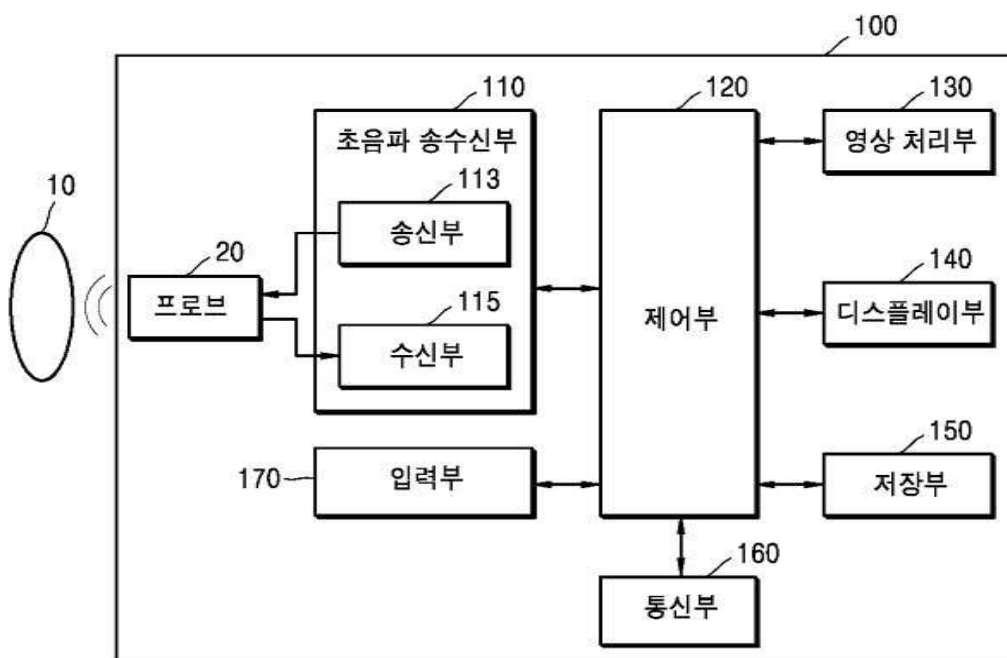 100
110
120
130
초음파 송수신부
영상 처리부
10
113
송신부
20
140
프로브
제어부
디스플레이부
115
수신부
150
170
입력부
저장부
160
통신부